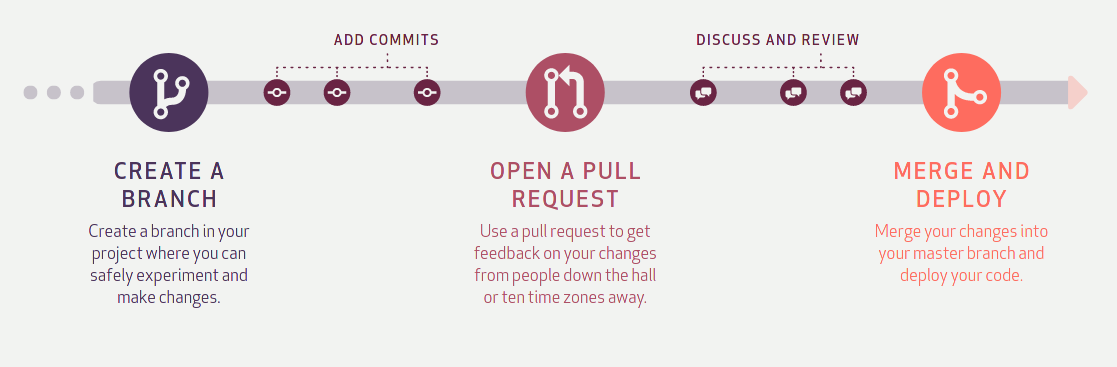 ADD COMMITS
DISCUSS AND REVIEW
CREATE A
BRANCH
Create a branch in your
project where you can
safely experiment and
make changes.
OPEN A PULL
REQUEST
Use a pull request to get
feedback on your changes
from people down the hall
or ten time zones away.
MERGE AND
DEPLOY
Merge your changes into
your master branch and
deploy your code.